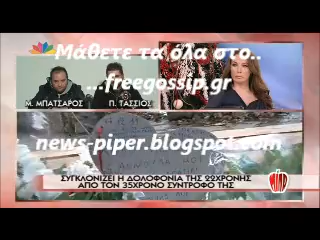 Μάθετε τα όλα στο..
...freegossip.gr
Μ. ΜΠΑΤΣΑΡΟΣ
Π. ΤΑΣΣΙΟΣ
news-piper.blogspot.com
ΣΥΓΚΛΟΝΙΖΕΙ Η ΔΟΛΟΦΟΝΙΑ ΤΗΣ 22ΧΡΟΝΗΣ
ΑΠΟ ΤΟΝ 35ΧΡΟΝΟ ΣΥΝΤΡΟΦΟ ΤΗΣ